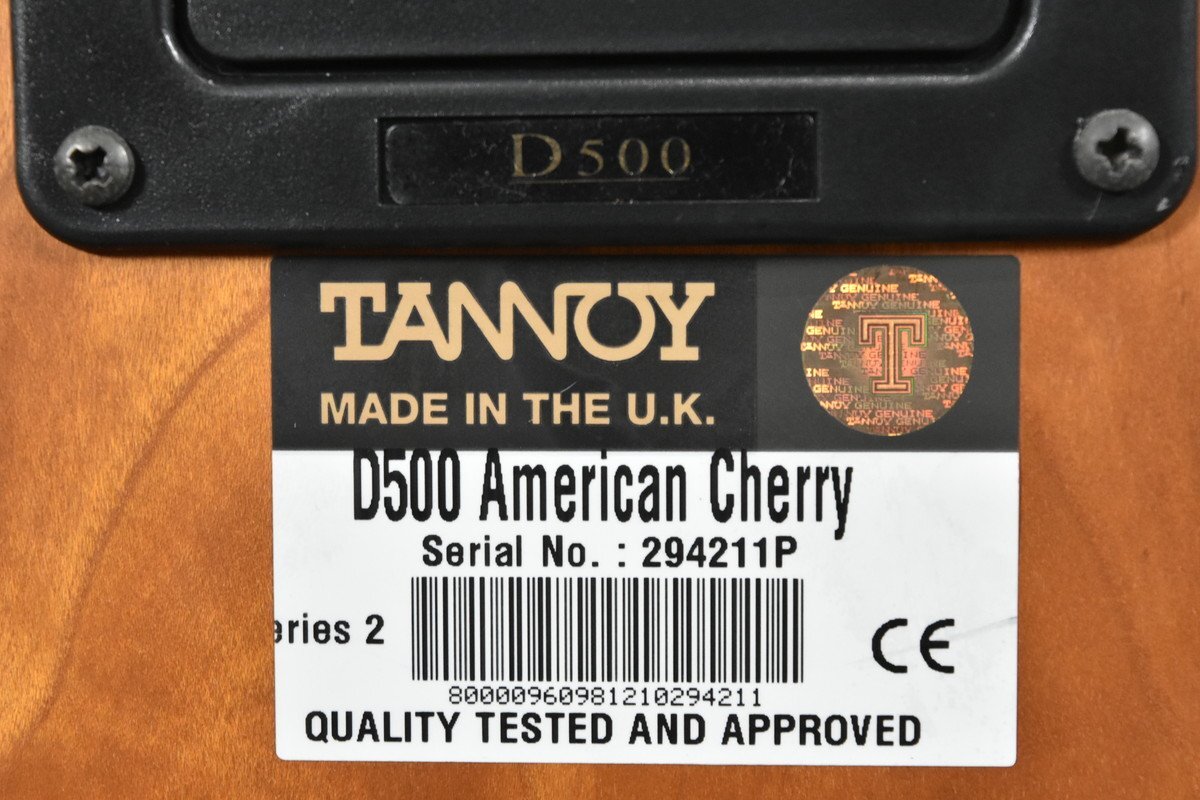 D500
TANNOY
MADE IN THE U.K.
T
TANNOY GENUINE
D500 American Cherry
Serial No. : 294211P
eries 2
CE
80000960981210294211
QUALITY TESTED AND APPROVED